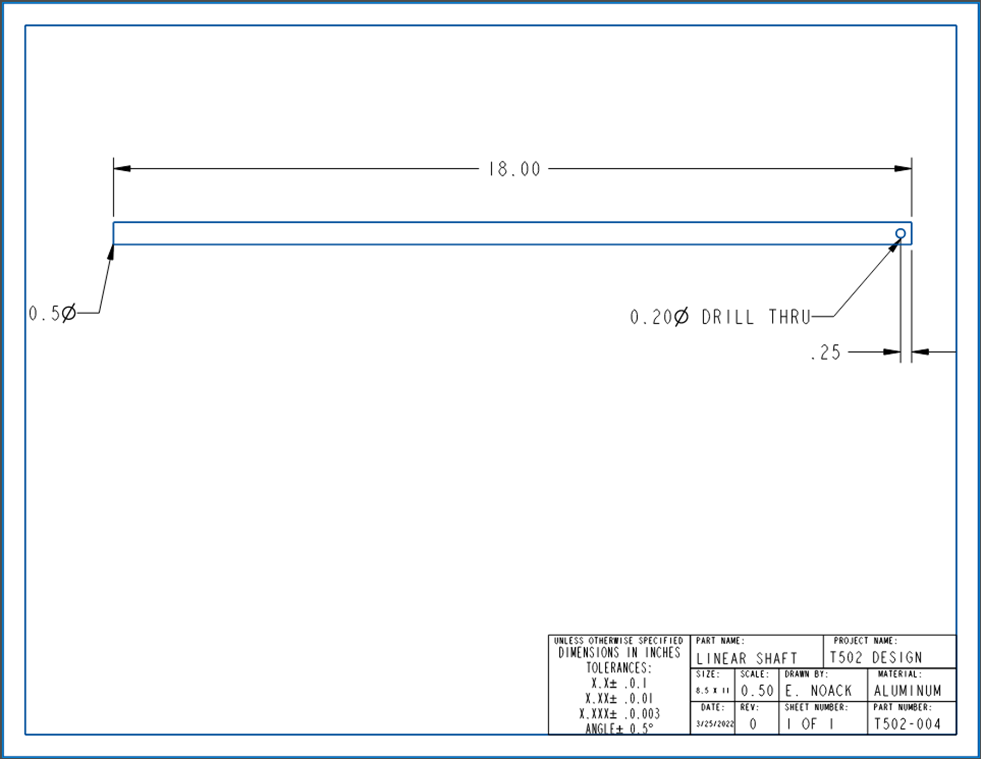 18.00
0.5Ø
0.20Ø DRILL THRU
.25
UNLESS OTHERWISE SPECIFIED
DIMENSIONS IN INCHES
TOLERANCES:
X.X± .0.1
X.XX± .0.01
X.XXX± .0.003
ANGLE± 0.5°
PART NAME:
LINEAR SHAFT
PROJECT NAME:
T502 DESIGN
SIZE:
8.5 X 11
SCALE:
0.50
DRAWN BY:
E. NOACK
MATERIAL:
ALUMINUM
DATE:
3/25/2022
REV:
0
SHEET NUMBER:
1 OF 1
PART NUMBER:
T502-004